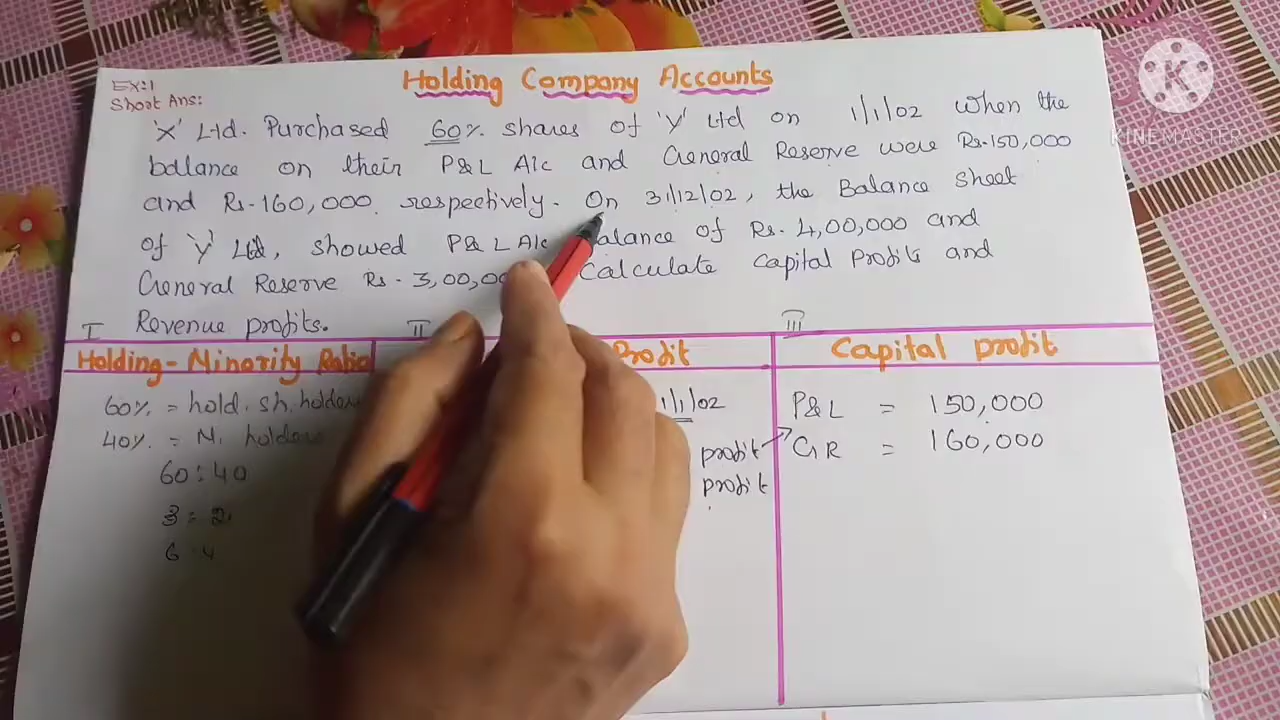 Ex:1
Short Ans:
Holding Company Accounts
'X' Ltd. Purchased 60% shares of 'Y' Ltd on 1/1/02 when the
balance on their P&L A/c and General Reserve were Rs.150,000
and Rs.160,000 respectively. On 31/12/02, the Balance Sheet
of 'Y' Ltd, showed P&L A/c balance of Rs. 4,00,000 and
General Reserve Rs. 3,00,00 Calculate Capital Profits and
Revenue profits.
I II III
Holding-Minority Ratio Profit Capital profit
60% = hold. sh. holders
40% = M. holders
60:40
3:2
6:4
1/1/02
profit
profit
P&L = 150,000
GR = 160,000
K
KINEMASTER